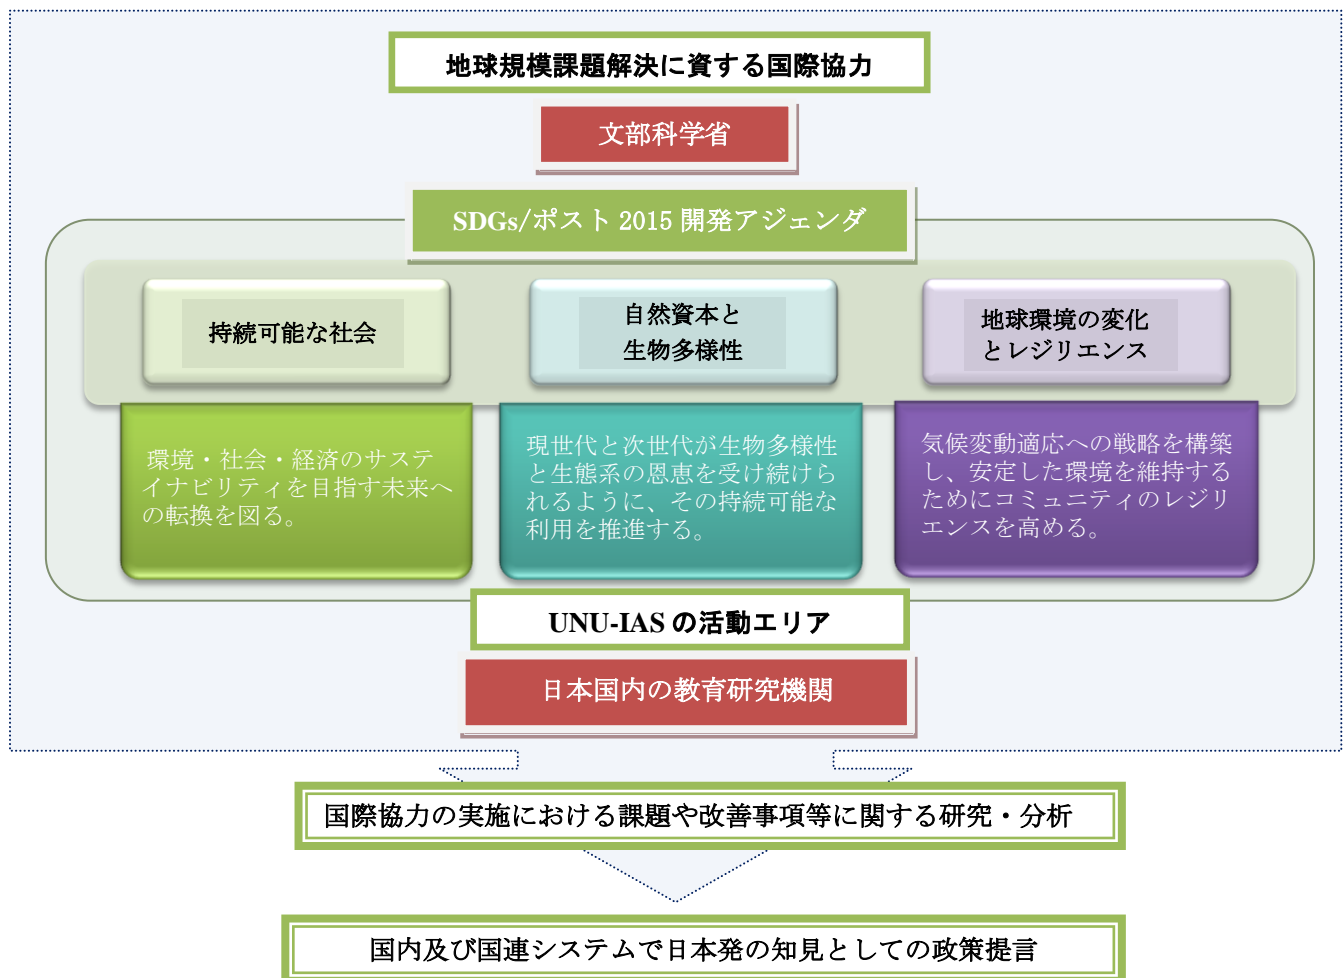 地球規模課題解決に資する国際協力
文部科学省
SDGs/ポスト 2015 開発アジェンダ
持続可能な社会
自然資本と
生物多様性
地球環境の変化
とレジリエンス
環境・社会・経済のサステ
イナビリティを目指す未来へ
の転換を図る。
現世代と次世代が生物多様性
と生態系の恩恵を受け続けら
れるように、その持続可能な
利用を推進する。
気候変動適応への戦略を構築
し、安定した環境を維持する
ためにコミュニティのレジリ
エンスを高める。
UNU-IAS の活動エリア
日本国内の教育研究機関
国際協力の実施における課題や改善事項等に関する研究・分析
国内及び国連システムで日本発の知見としての政策提言